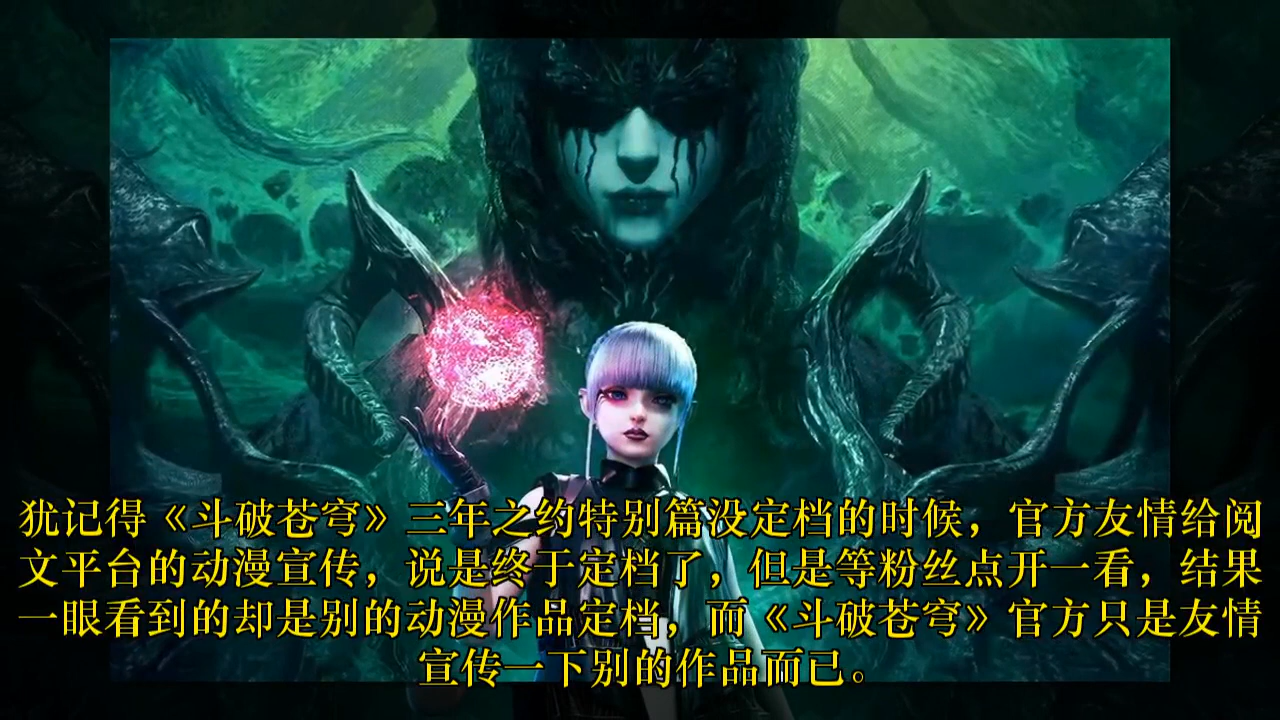 犹记得《斗破苍穹》三年之约特别篇没定档的时候，官方友情给阅
文平台的动漫宣传，说是终于定档了，但是等粉丝点开一看，结果
一眼看到的却是别的动漫作品定档，而《斗破苍穹》官方只是友情
宣传一下别的作品而已。